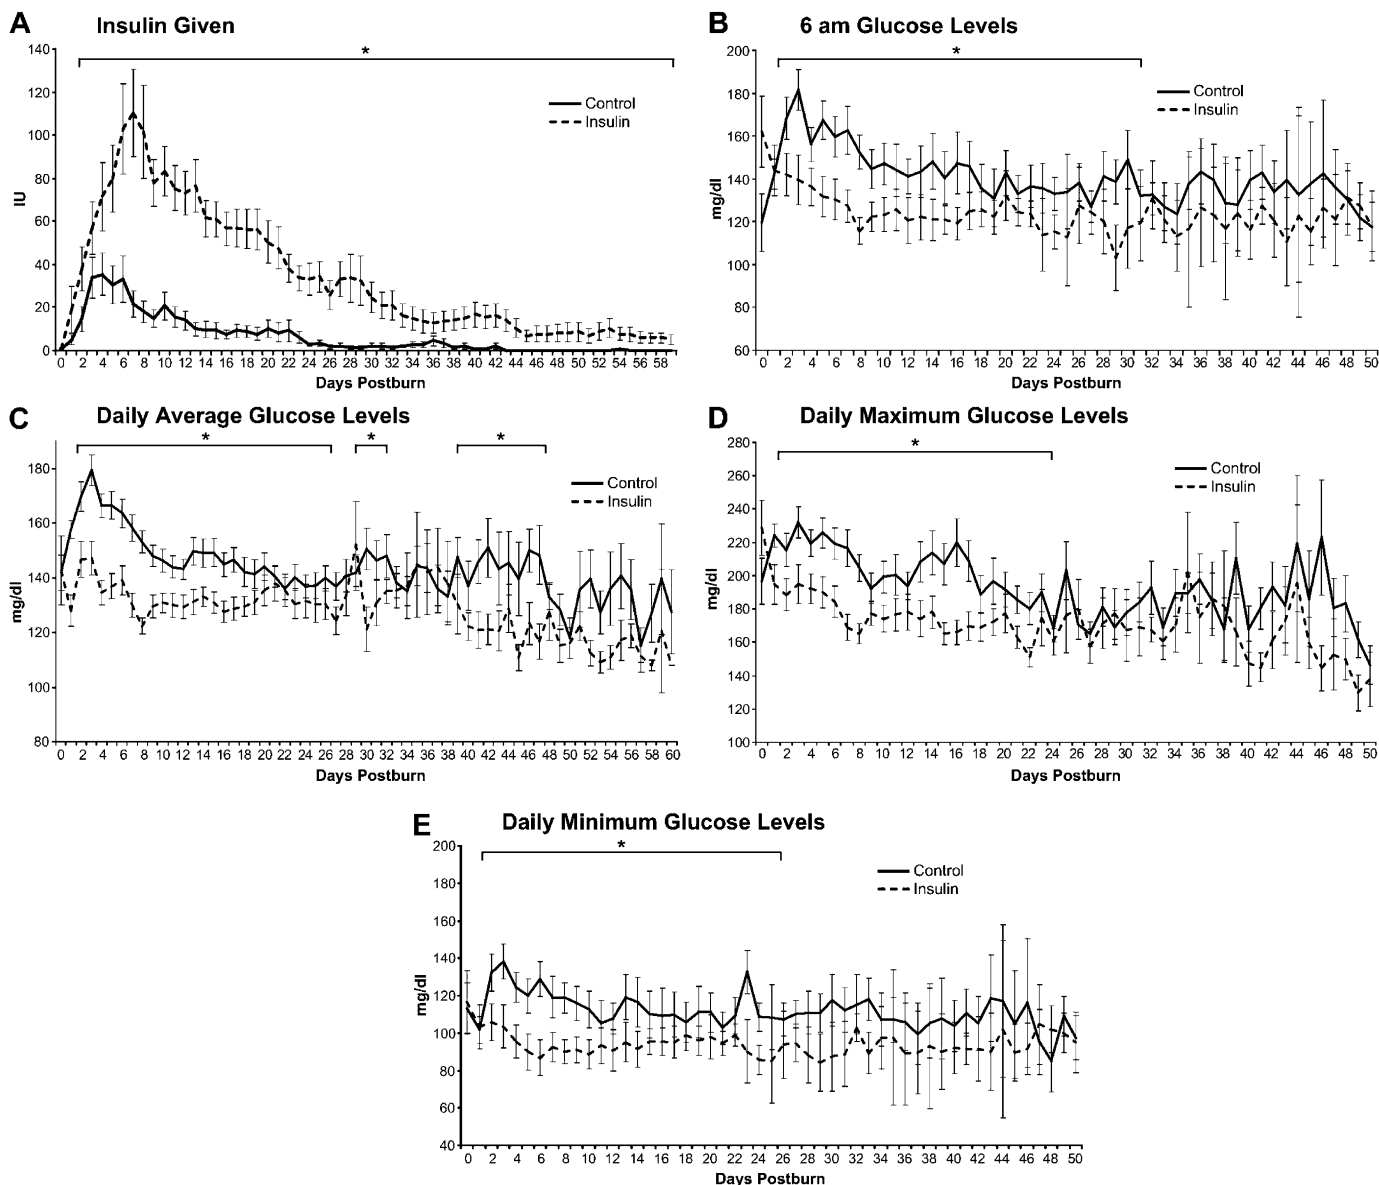 A Insulin Given
*
140
120
100
80
60
40
20
0
IU
Control
Insulin
0 2 4 6 8 10 12 14 16 18 20 22 24 26 28 30 32 34 36 38 40 42 44 46 48 50 52 54 56 58
Days Postburn
B 6 am Glucose Levels
*
200
180
160
140
120
100
80
60
mg/dl
Control
Insulin
0 2 4 6 8 10 12 14 16 18 20 22 24 26 28 30 32 34 36 38 40 42 44 46 48 50
Days Postburn
C Daily Average Glucose Levels
* * *
180
160
140
120
100
80
mg/dl
Control
Insulin
0 2 4 6 8 10 12 14 16 18 20 22 24 26 28 30 32 34 36 38 40 42 44 46 48 50 52 54 56 58 60
Days Postburn
D Daily Maximum Glucose Levels
*
280
260
240
220
200
180
160
140
120
100
mg/dl
Control
Insulin
0 2 4 6 8 10 12 14 16 18 20 22 24 26 28 30 32 34 36 38 40 42 44 46 48 50
Days Postburn
E Daily Minimum Glucose Levels
*
200
180
160
140
120
100
80
60
40
mg/dl
Control
Insulin
0 2 4 6 8 10 12 14 16 18 20 22 24 26 28 30 32 34 36 38 40 42 44 46 48 50
Days Postburn